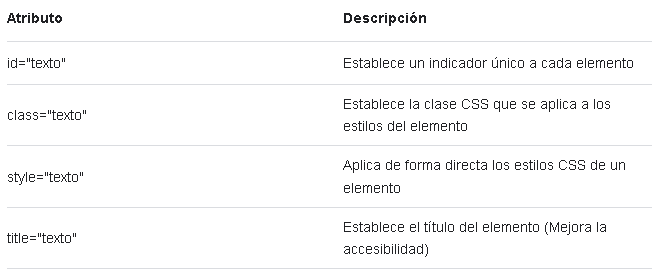 Atributo Descripción
id="texto" Establece un indicador único a cada elemento
class="texto" Establece la clase CSS que se aplica a los
estilos del elemento
style="texto" Aplica de forma directa los estilos CSS de un
elemento
title="texto" Establece el título del elemento (Mejora la
accesibilidad)